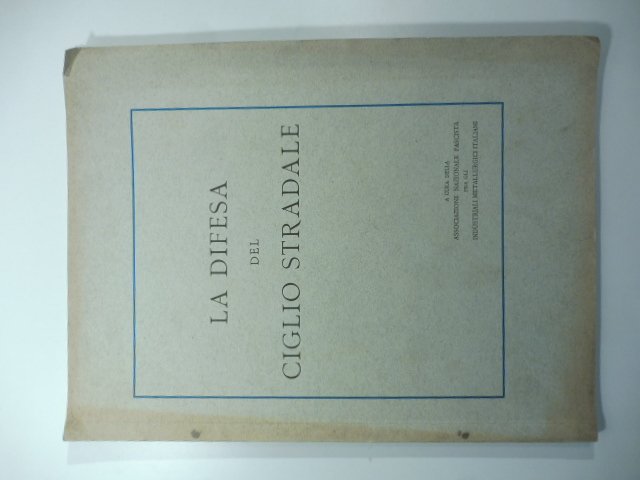 LA DIFESA
DEL
CIGLIO STRADALE
A CURA DELLA
ASSOCIAZIONE NAZIONALE FASCISTA
FRA GLI
INDUSTRIALI METALLURGICI ITALIANI